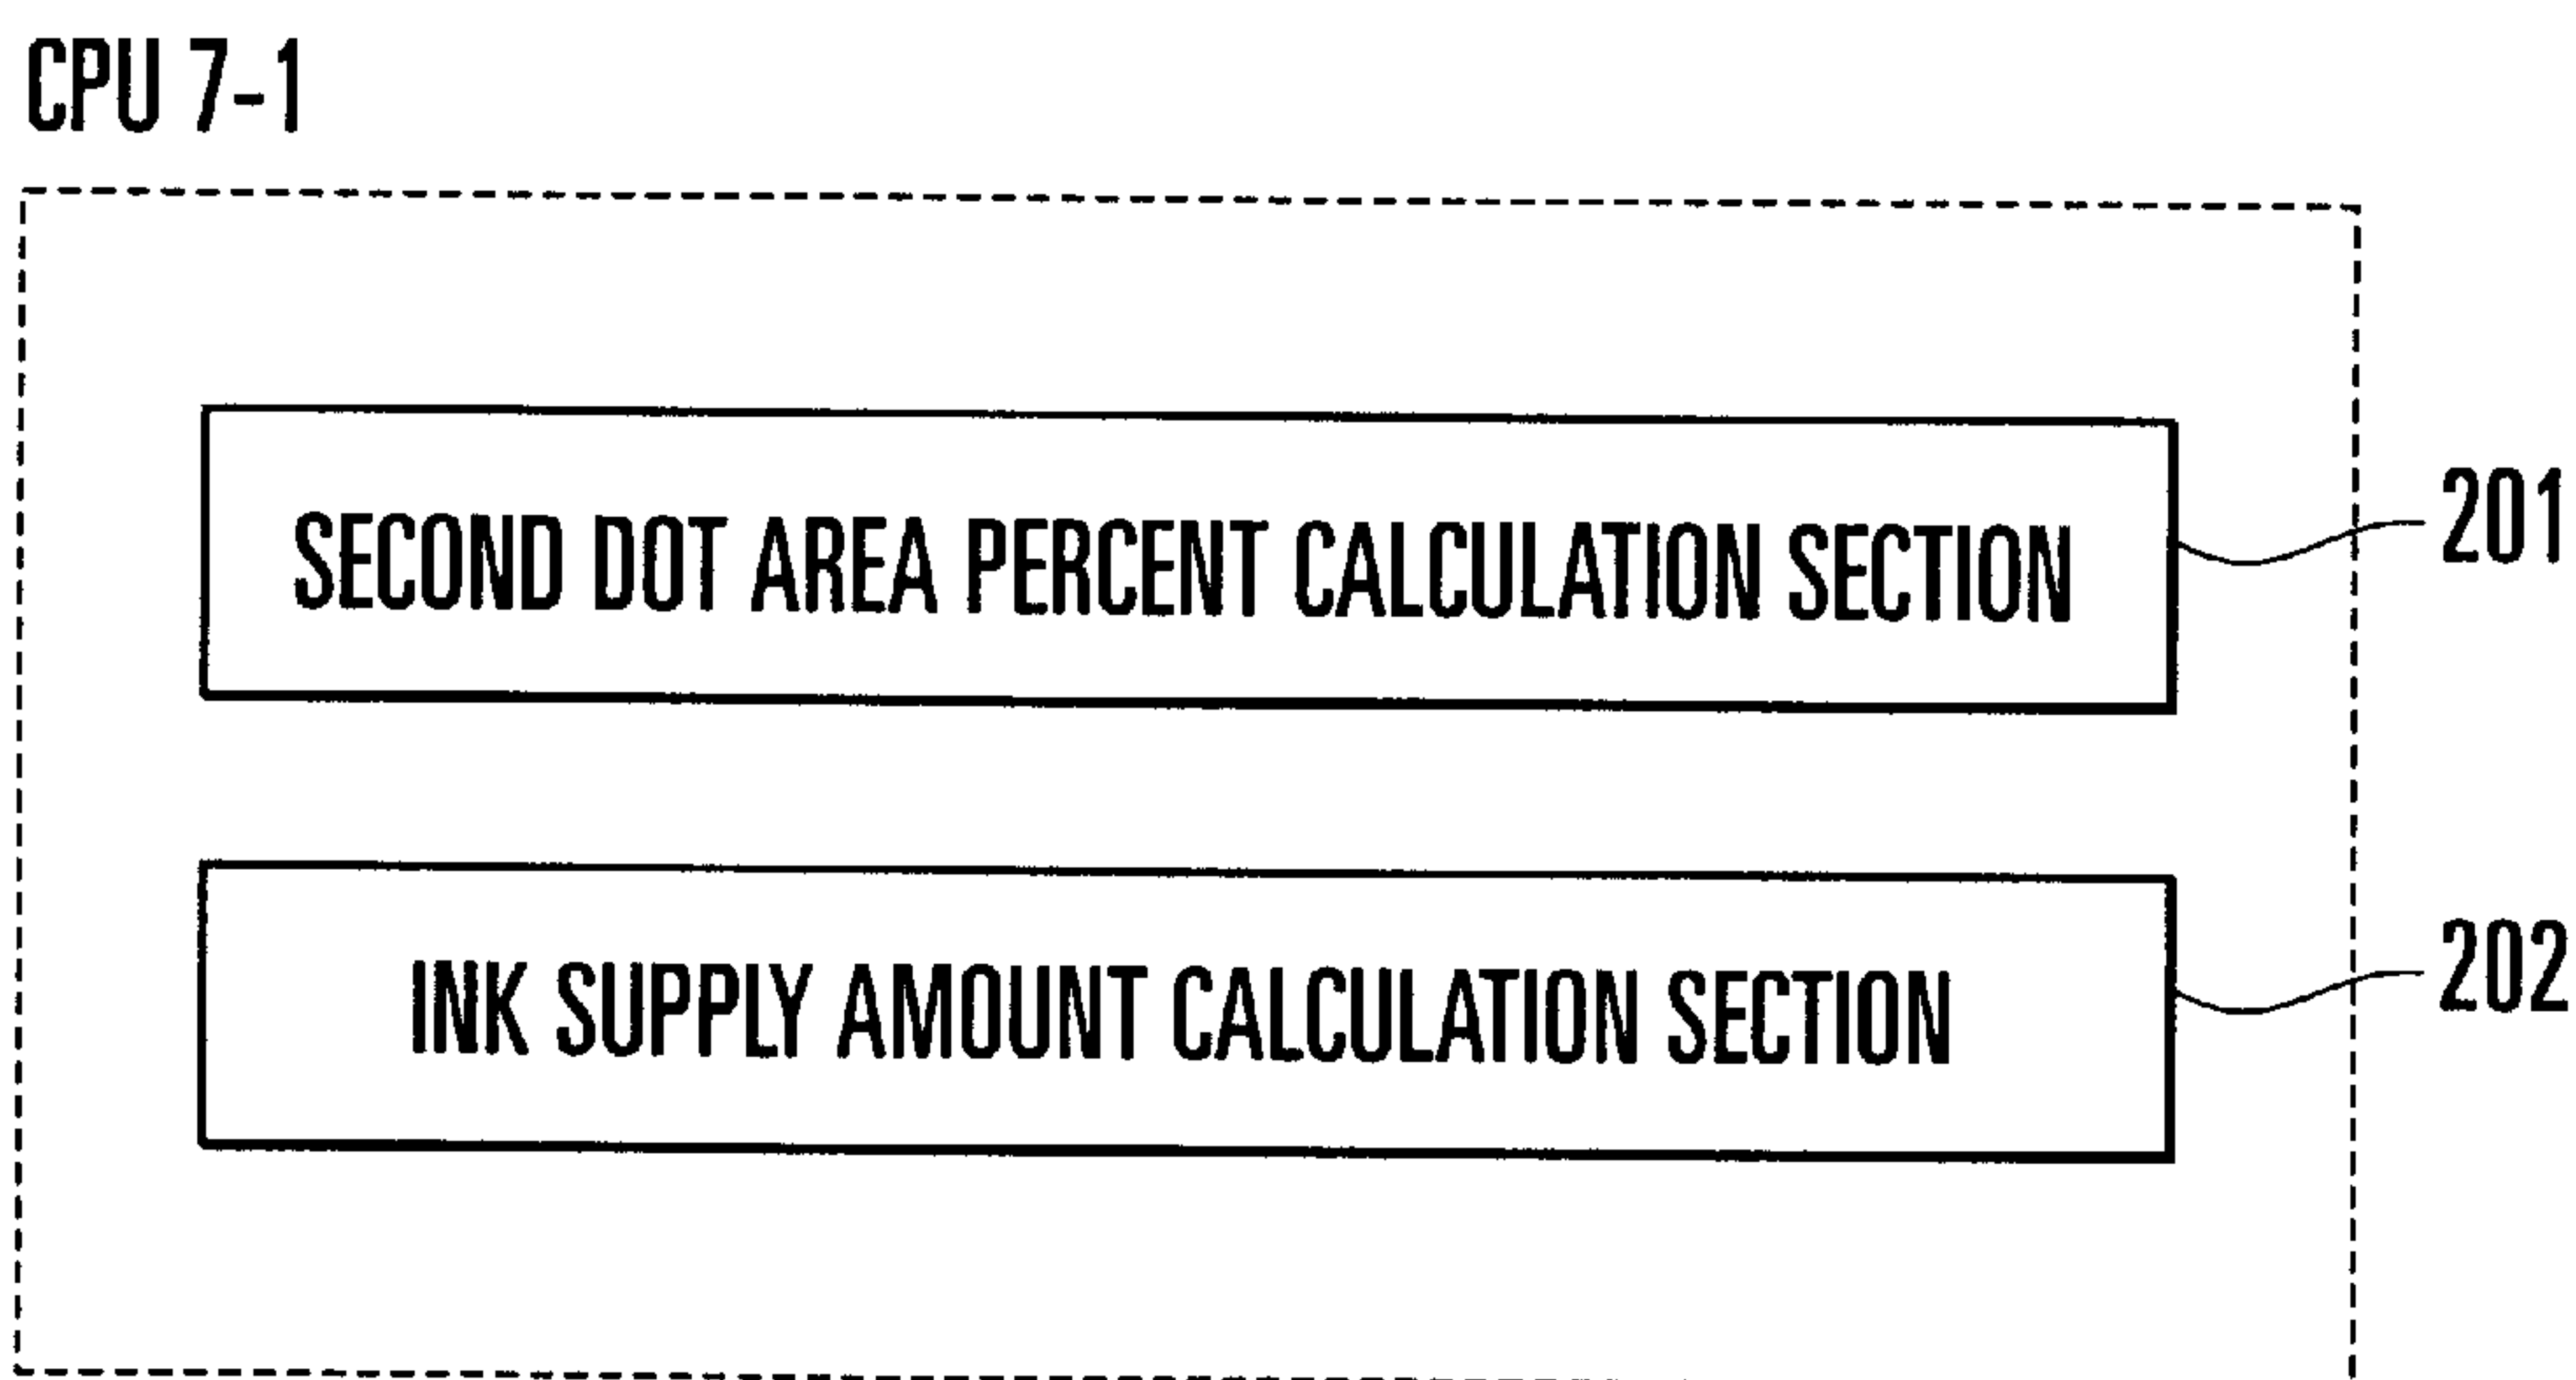 CPU 7-1
SECOND DOT AREA PERCENT CALCULATION SECTION
201
INK SUPPLY AMOUNT CALCULATION SECTION
202